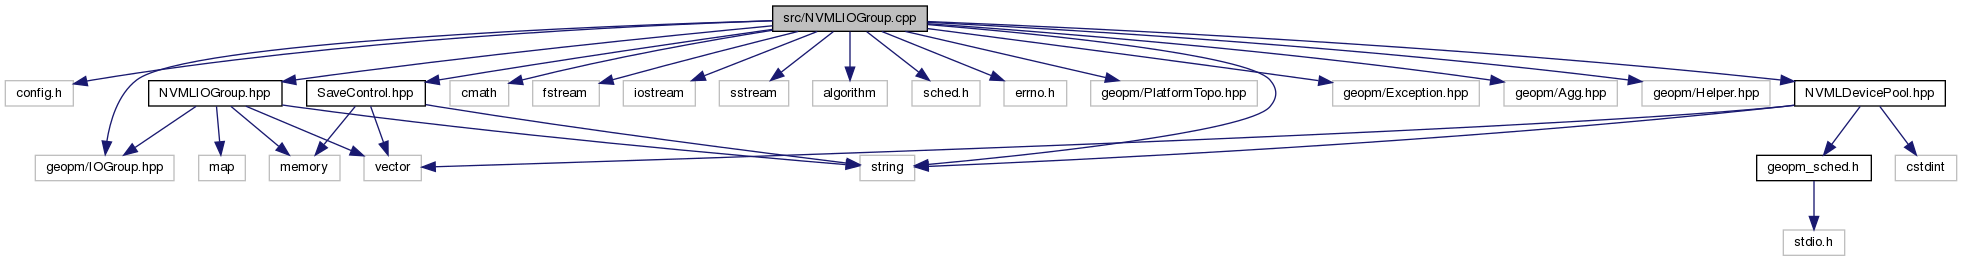 src/NVMLIOGroup.cpp
config.h
NVMLIOGroup.hpp
SaveControl.hpp
cmath
fstream
iostream
sstream
algorithm
sched.h
errno.h
geopm/PlatformTopo.hpp
geopm/Exception.hpp
geopm/Agg.hpp
geopm/Helper.hpp
NVMLDevicePool.hpp
geopm/IOGroup.hpp
map
memory
vector
string
geopm_sched.h
cstdint
stdio.h